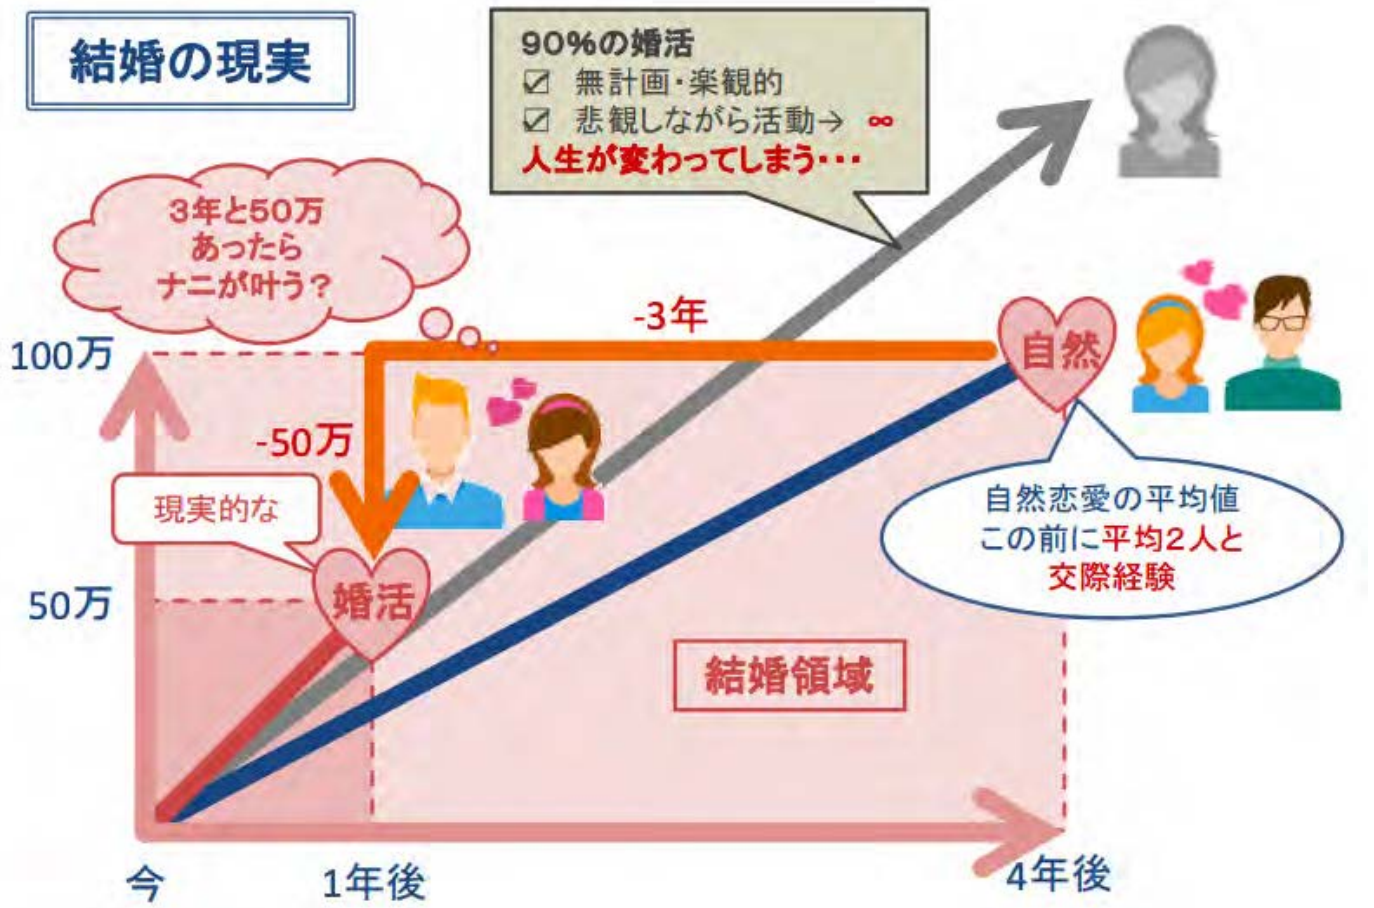 結婚の現実
90%の婚活
☑ 無計画・楽観的
☑ 悲観しながら活動→ ∞
人生が変わってしまう・・・
3年と50万
あったら
ナニが叶う?
-3年
100万
自然
-50万
現実的な
自然恋愛の平均値
この前に平均2人と
交際経験
婚活
50万
結婚領域
今
1年後
4年後